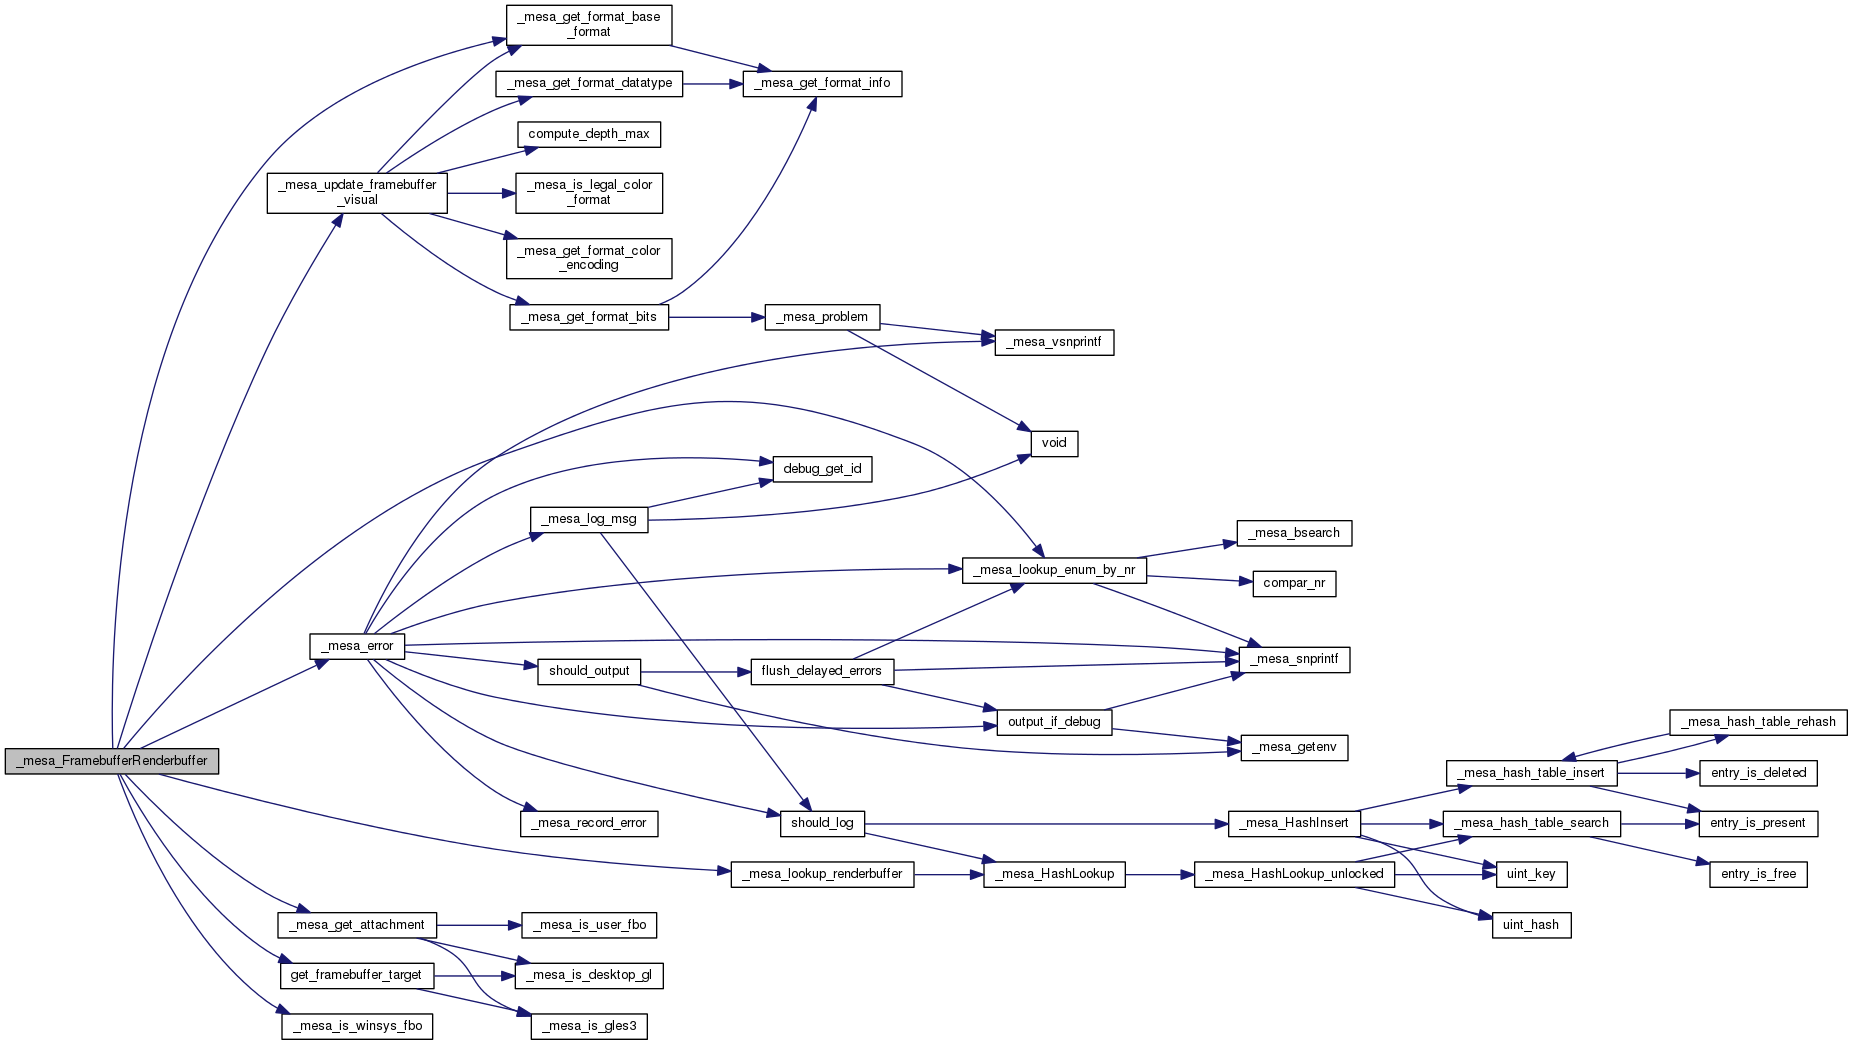 _mesa_get_format_base
_format
_mesa_get_format_datatype
_mesa_get_format_info
compute_depth_max
_mesa_update_framebuffer
_visual
_mesa_is_legal_color
_format
_mesa_get_format_color
_encoding
_mesa_get_format_bits
_mesa_problem
_mesa_vsnprintf
void
debug_get_id
_mesa_log_msg
_mesa_bsearch
_mesa_lookup_enum_by_nr
compar_nr
_mesa_error
_mesa_snprintf
should_output
flush_delayed_errors
output_if_debug
_mesa_getenv
_mesa_hash_table_rehash
_mesa_FramebufferRenderbuffer
_mesa_hash_table_insert
entry_is_deleted
_mesa_record_error
should_log
_mesa_HashInsert
_mesa_hash_table_search
entry_is_present
_mesa_lookup_renderbuffer
_mesa_HashLookup
_mesa_HashLookup_unlocked
uint_key
entry_is_free
_mesa_get_attachment
_mesa_is_user_fbo
uint_hash
get_framebuffer_target
_mesa_is_desktop_gl
_mesa_is_winsys_fbo
_mesa_is_gles3